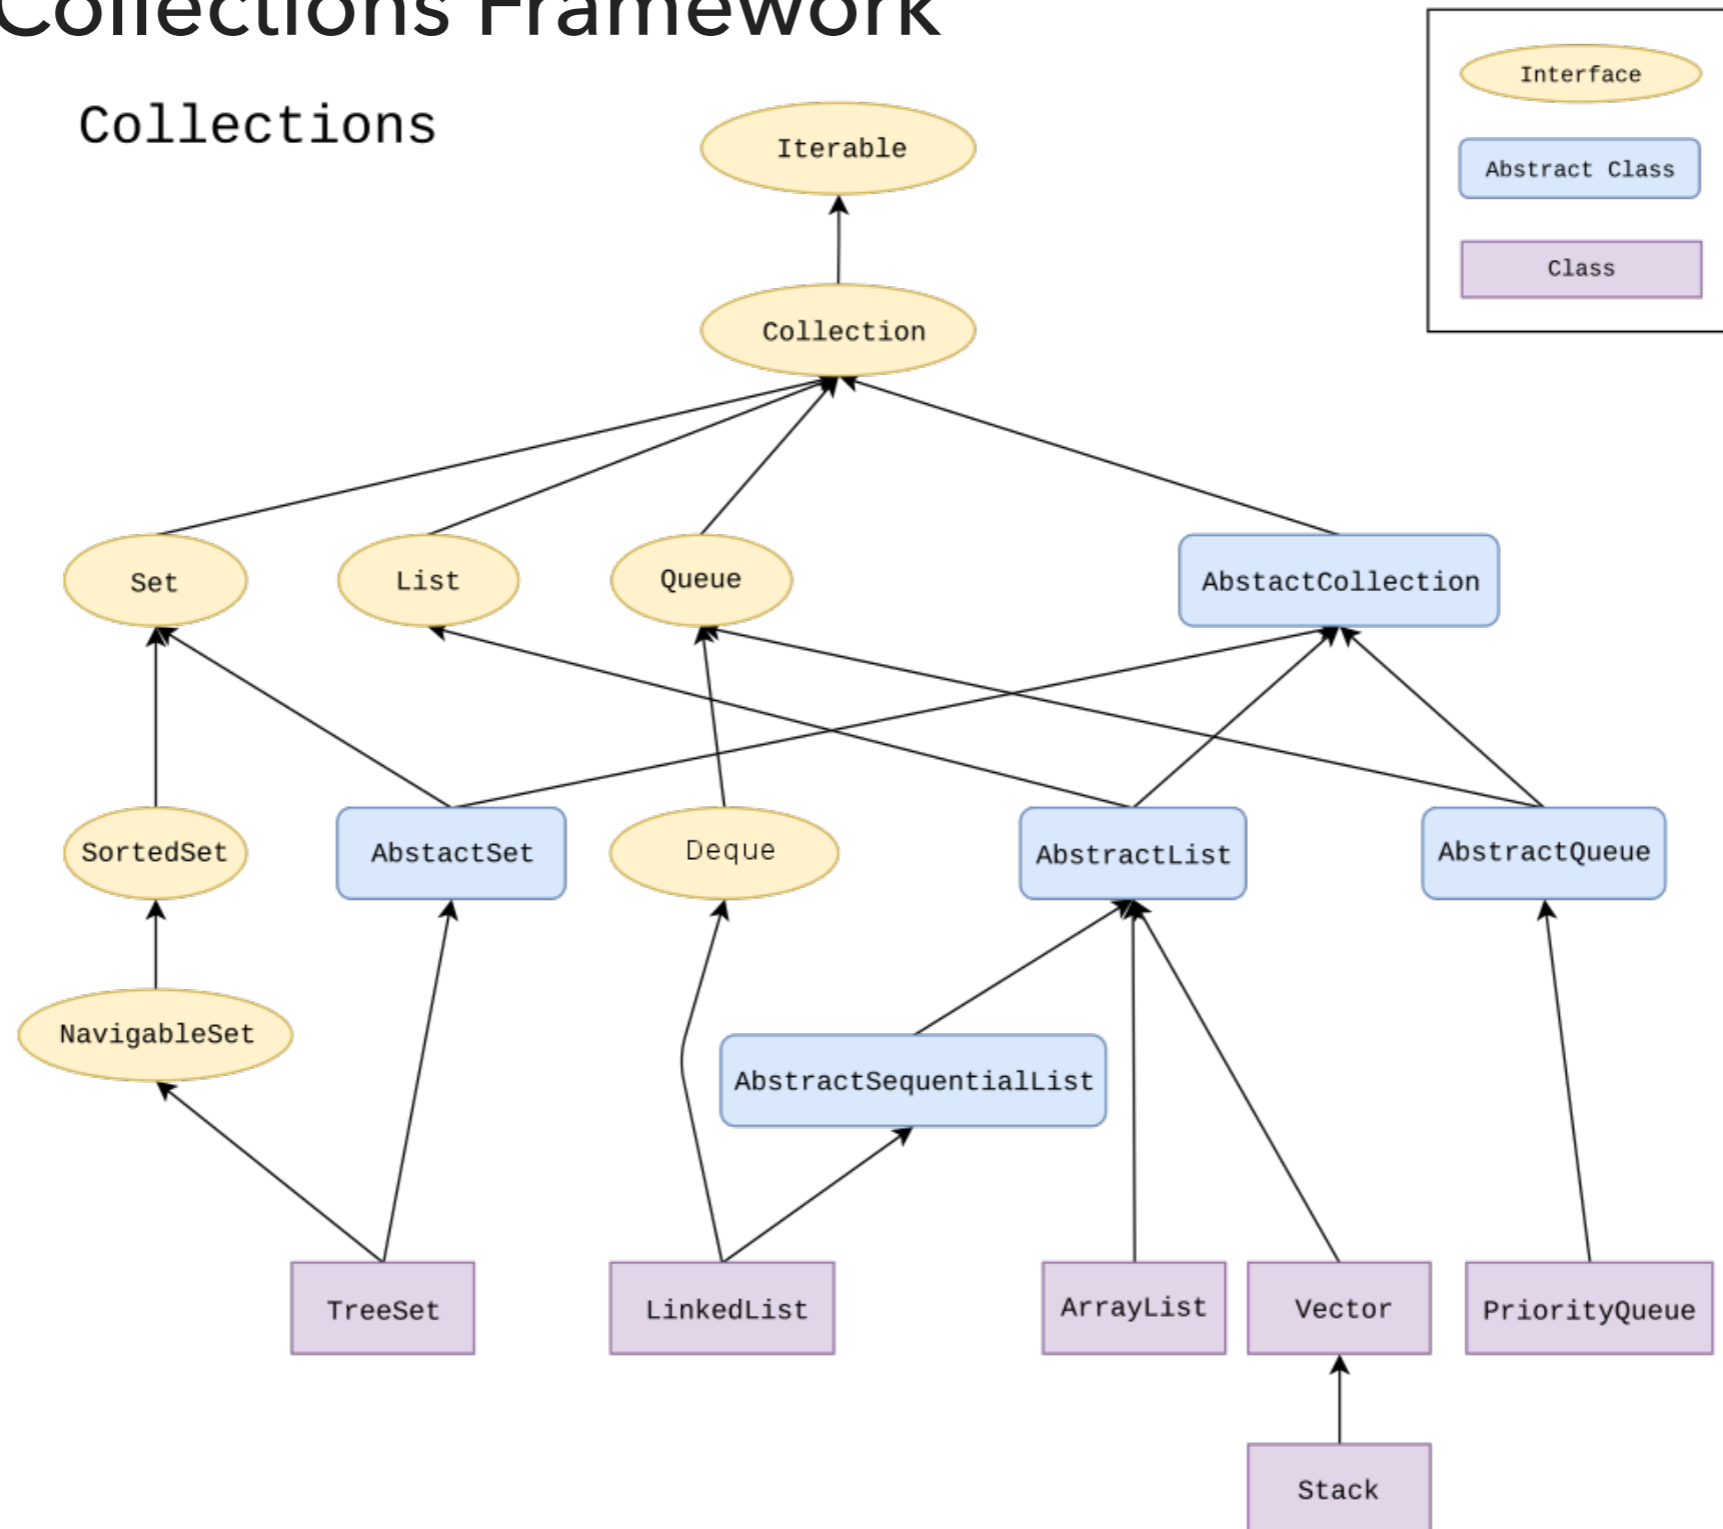 Collections Framework
Collections
Interface
Abstract Class
Class
Iterable
Collection
Set
List
Queue
AbstactCollection
SortedSet
AbstactSet
Deque
AbstractList
AbstractQueue
NavigableSet
AbstractSequentialList
TreeSet
LinkedList
ArrayList
Vector
PriorityQueue
Stack